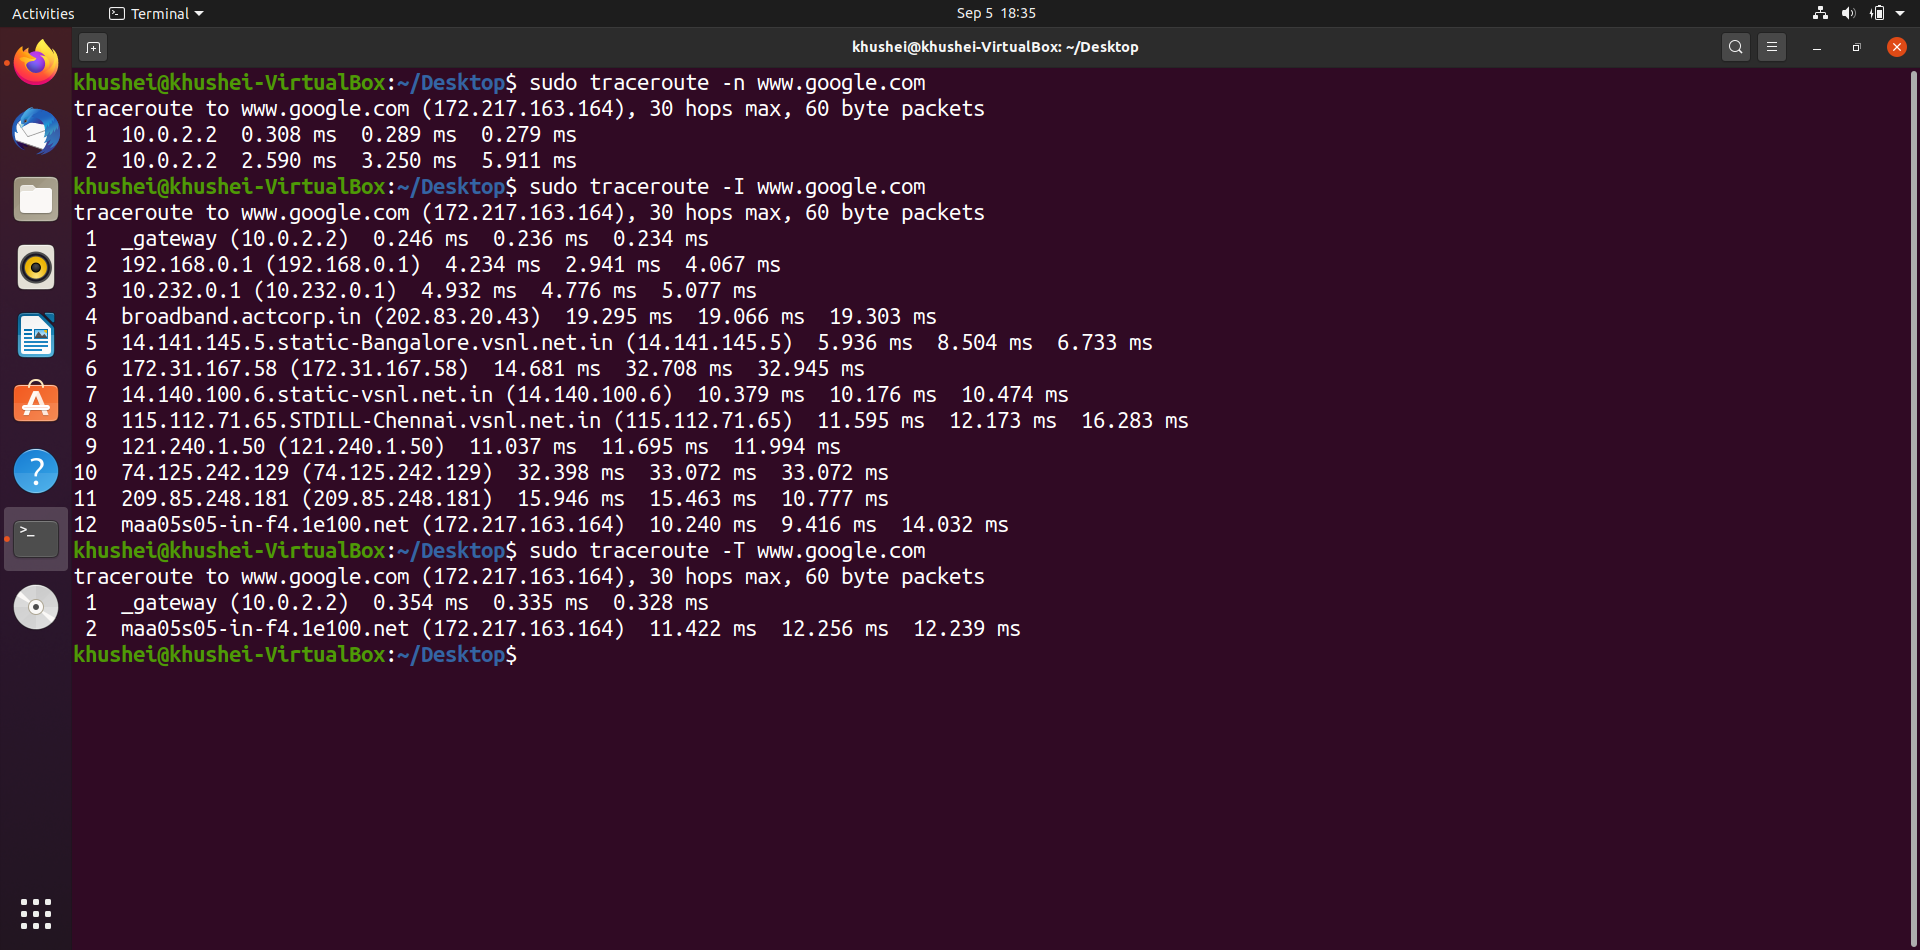 Activities Terminal Sep 5 18:35
khushei@khushei-VirtualBox: ~/Desktop
khushei@khushei-VirtualBox:~/Desktop$ sudo traceroute -n www.google.com
traceroute to www.google.com (172.217.163.164), 30 hops max, 60 byte packets
 1  10.0.2.2  0.308 ms  0.289 ms  0.279 ms
 2  10.0.2.2  2.590 ms  3.250 ms  5.911 ms
khushei@khushei-VirtualBox:~/Desktop$ sudo traceroute -I www.google.com
traceroute to www.google.com (172.217.163.164), 30 hops max, 60 byte packets
 1  _gateway (10.0.2.2)  0.246 ms  0.236 ms  0.234 ms
 2  192.168.0.1 (192.168.0.1)  4.234 ms  2.941 ms  4.067 ms
 3  10.232.0.1 (10.232.0.1)  4.932 ms  4.776 ms  5.077 ms
 4  broadband.actcorp.in (202.83.20.43)  19.295 ms  19.066 ms  19.303 ms
 5  14.141.145.5.static-Bangalore.vsnl.net.in (14.141.145.5)  5.936 ms  8.504 ms  6.733 ms
 6  172.31.167.58 (172.31.167.58)  14.681 ms  32.708 ms  32.945 ms
 7  14.140.100.6.static-vsnl.net.in (14.140.100.6)  10.379 ms  10.176 ms  10.474 ms
 8  115.112.71.65.STDILL-Chennai.vsnl.net.in (115.112.71.65)  11.595 ms  12.173 ms  16.283 ms
 9  121.240.1.50 (121.240.1.50)  11.037 ms  11.695 ms  11.994 ms
10  74.125.242.129 (74.125.242.129)  32.398 ms  33.072 ms  33.072 ms
11  209.85.248.181 (209.85.248.181)  15.946 ms  15.463 ms  10.777 ms
12  maa05s05-in-f4.1e100.net (172.217.163.164)  10.240 ms  9.416 ms  14.032 ms
khushei@khushei-VirtualBox:~/Desktop$ sudo traceroute -T www.google.com
traceroute to www.google.com (172.217.163.164), 30 hops max, 60 byte packets
 1  _gateway (10.0.2.2)  0.354 ms  0.335 ms  0.328 ms
 2  maa05s05-in-f4.1e100.net (172.217.163.164)  11.422 ms  12.256 ms  12.239 ms
khushei@khushei-VirtualBox:~/Desktop$